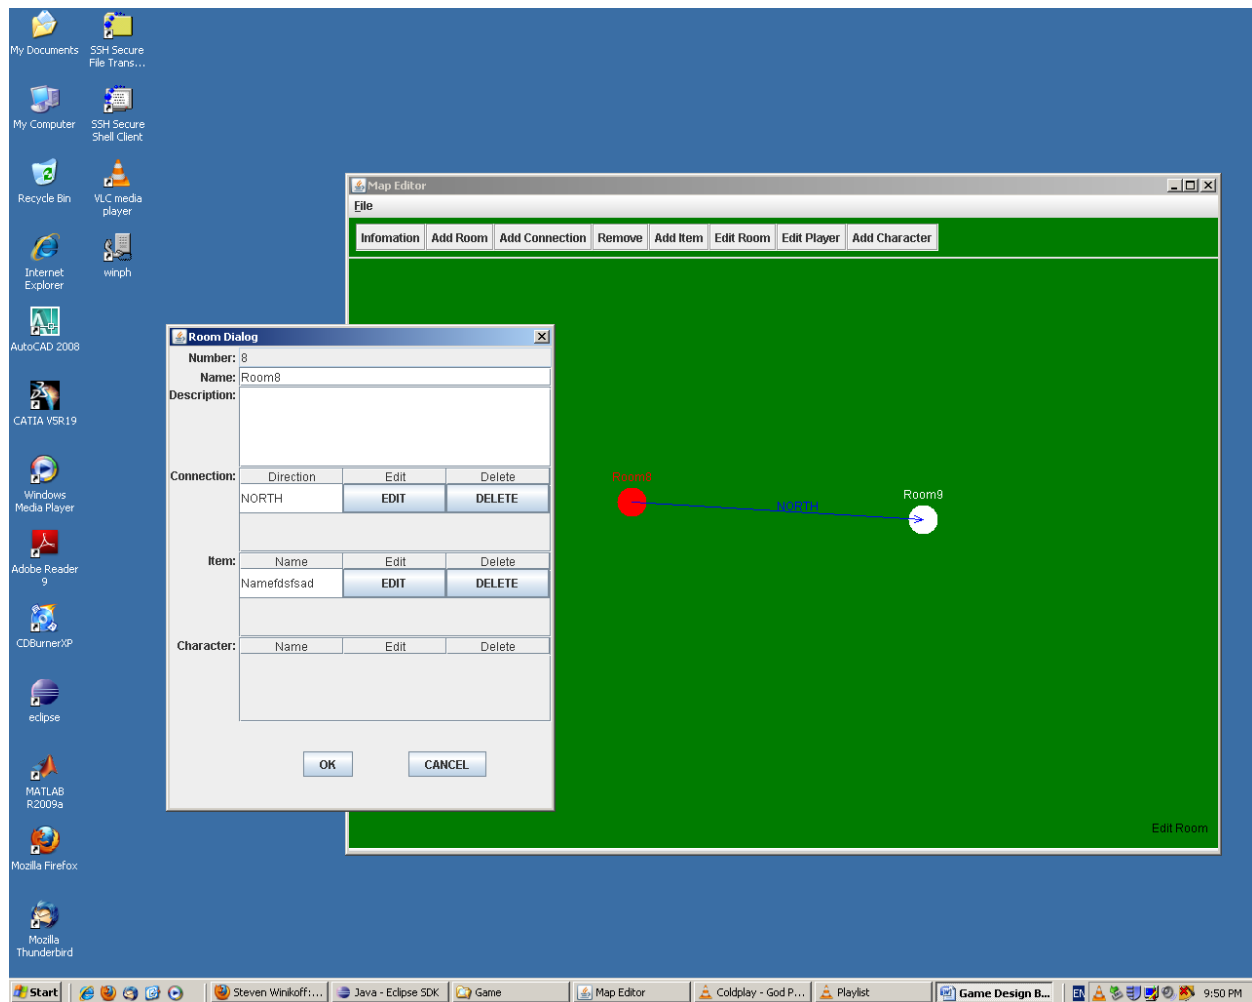 My Documents
SSH Secure
File Trans...
My Computer
SSH Secure
Shell Client
Recycle Bin
VLC media
player
Internet
Explorer
winph
AutoCAD 2008
CATIA V5R19
Windows
Media Player
Adobe Reader
9
CDBurnerXP
eclipse
MATLAB
R2009a
Mozilla Firefox
Mozilla
Thunderbird
Map Editor
File
Infomation Add Room Add Connection Remove Add Item Edit Room Edit Player Add Character
Room8
NORTH
Room9
Edit Room
Room Dialog
Number: 8
Name: Room8
Description:
Connection: Direction Edit Delete
NORTH EDIT DELETE
Item: Name Edit Delete
Namefdsfsad EDIT DELETE
Character: Name Edit Delete
OK CANCEL
Start Steven Winikoff:... Java - Eclipse SDK Game Map Editor Coldplay - God P... Playlist Game Design B... EN 9:50 PM